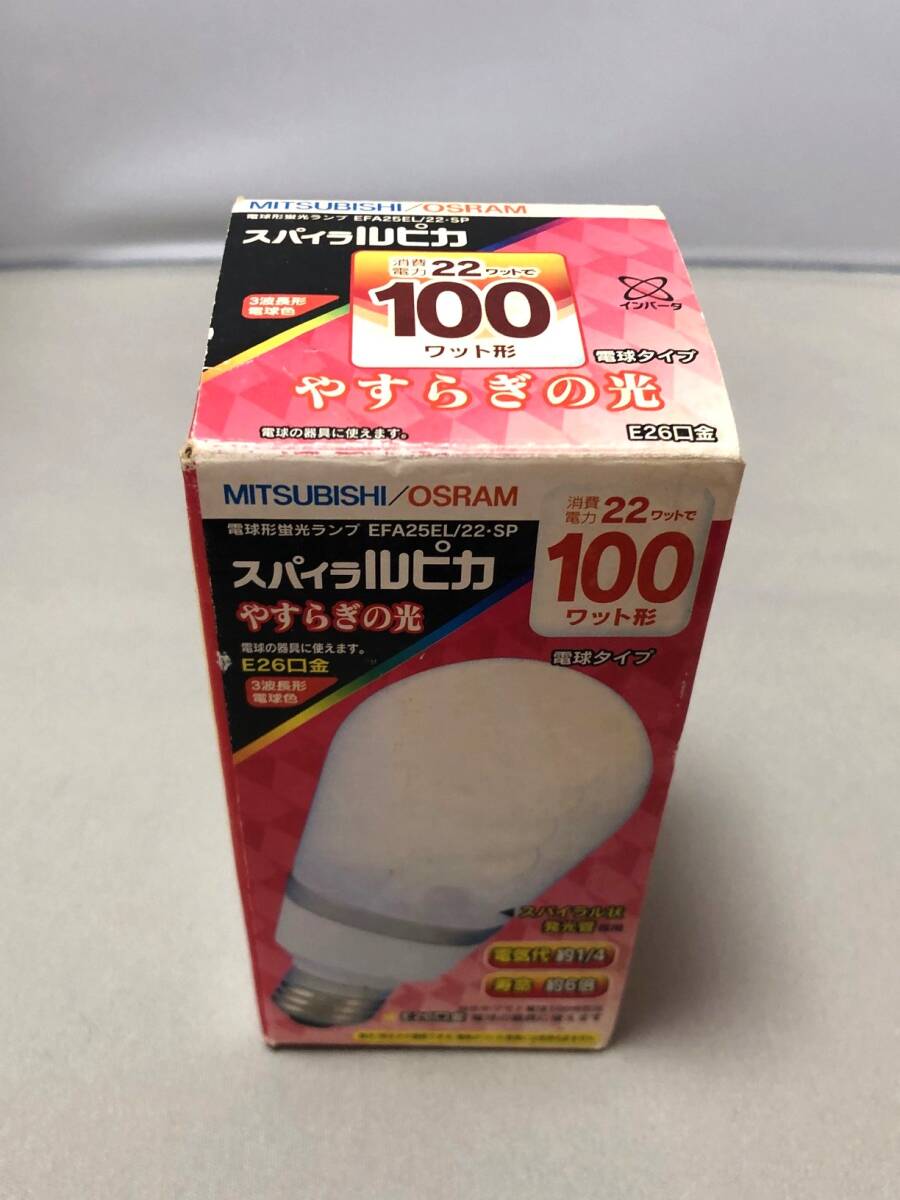 MITSUBISHI/OSRAM
電球形蛍光ランプ EFA25EL/22・SP
スパイラルピカ
3波長形
電球色
消費
電力 22ワットで
100
ワット形
インバータ
電球タイプ
やすらぎの光
電球の器具に使えます。
E26口金
MITSUBISHI/OSRAM
電球形蛍光ランプ EFA25EL/22・SP
スパイラルピカ
やすらぎの光
電球の器具に使えます。
E26口金
3波長形
電球色
消費
電力 22ワットで
100
ワット形
電球タイプ
スパイラル状
発光管採用
電気代 約1/4
寿命 約6倍
E26口金